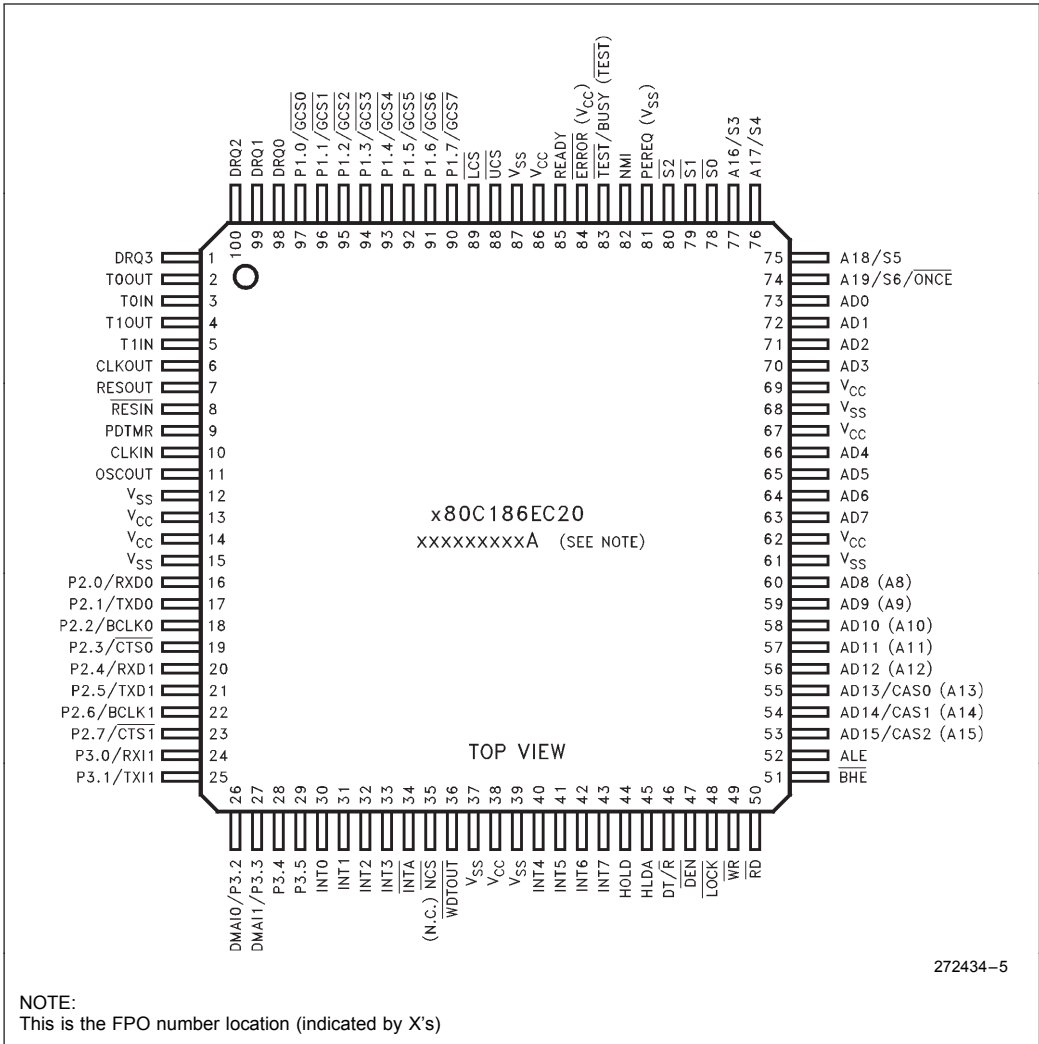 DRQ2
DRQ1
DRQ0
P1.0/GCS0
P1.1/GCS1
P1.2/GCS2
P1.3/GCS3
P1.4/GCS4
P1.5/GCS5
P1.6/GCS6
P1.7/GCS7
LCS
UCS
VSS
VCC
READY
ERROR (VCC)
TEST/BUSY (TEST)
NMI
PEREQ (VSS)
S2
S1
S0
A16/S3
A17/S4
100
99
98
97
96
95
94
93
92
91
90
89
88
87
86
85
84
83
82
81
80
79
78
77
76
DRQ3 1
T0OUT 2
T0IN 3
T1OUT 4
T1IN 5
CLKOUT 6
RESOUT 7
RESIN 8
PDTMR 9
CLKIN 10
OSCOUT 11
VSS 12
VCC 13
VCC 14
VSS 15
P2.0/RXD0 16
P2.1/TXD0 17
P2.2/BCLK0 18
P2.3/CTS0 19
P2.4/RXD1 20
P2.5/TXD1 21
P2.6/BCLK1 22
P2.7/CTS1 23
P3.0/RXI1 24
P3.1/TXI1 25
x80C186EC20
xxxxxxxxxA (SEE NOTE)
TOP VIEW
75 A18/S5
74 A19/S6/ONCE
73 AD0
72 AD1
71 AD2
70 AD3
69 VCC
68 VSS
67 VCC
66 AD4
65 AD5
64 AD6
63 AD7
62 VCC
61 VSS
60 AD8 (A8)
59 AD9 (A9)
58 AD10 (A10)
57 AD11 (A11)
56 AD12 (A12)
55 AD13/CAS0 (A13)
54 AD14/CAS1 (A14)
53 AD15/CAS2 (A15)
52 ALE
51 BHE
26
27
28
29
30
31
32
33
34
35
36
37
38
39
40
41
42
43
44
45
46
47
48
49
50
DMAI0/P3.2
DMAI1/P3.3
P3.4
P3.5
INT0
INT1
INT2
INT3
INTA
(N.C.) NCS
WDTOUT
VSS
VCC
VSS
INT4
INT5
INT6
INT7
HOLD
HLDA
DT/R
DEN
LOCK
WR
RD
272434–5
NOTE:
This is the FPO number location (indicated by X's)